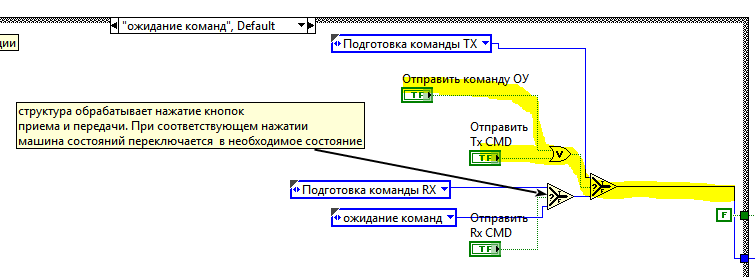 "ожидание команд", Default
ции
Подготовка команды TX
Отправить команду ОУ
TF
структура обрабатывает нажатие кнопок
приема и передачи. При соответствующем нажатии
машина состояний переключается в необходимое состояние
Отправить
Tx CMD
TF
V
Подготовка команды RX
?
T
F
?
T
F
ожидание команд
F
Отправить
Rx CMD
TF